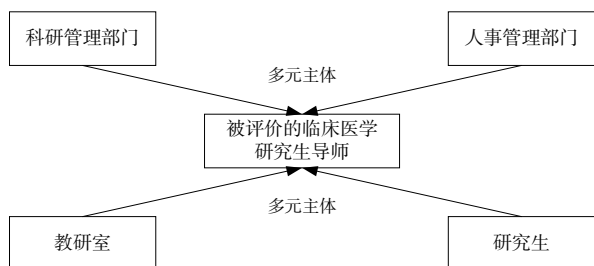 科研管理部门
人事管理部门
多元主体
被评价的临床医学
研究生导师
多元主体
教研室
研究生